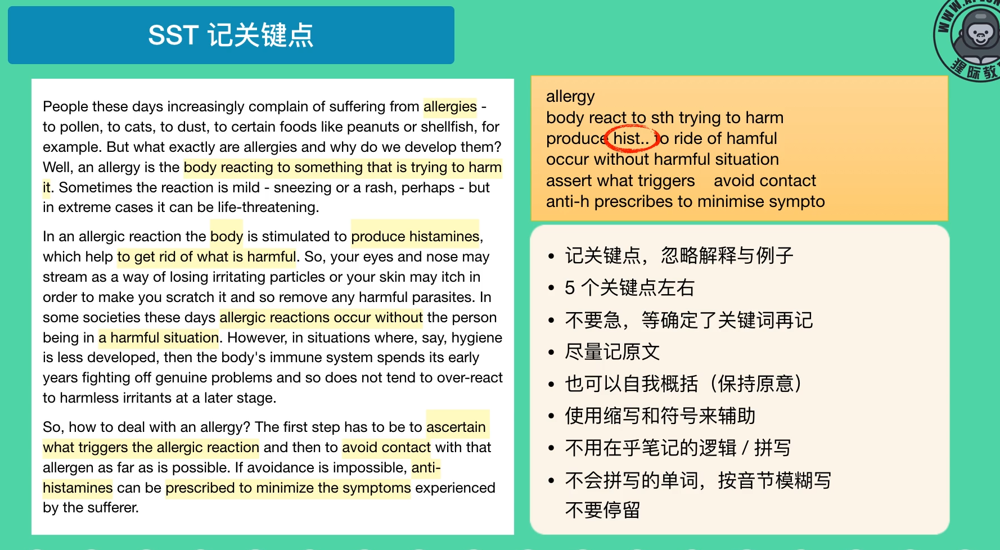 SST 记关键点
People these days increasingly complain of suffering from allergies -
to pollen, to cats, to dust, to certain foods like peanuts or shellfish, for
example. But what exactly are allergies and why do we develop them?
Well, an allergy is the body reacting to something that is trying to harm
it. Sometimes the reaction is mild - sneezing or a rash, perhaps - but
in extreme cases it can be life-threatening.
In an allergic reaction the body is stimulated to produce histamines,
which help to get rid of what is harmful. So, your eyes and nose may
stream as a way of losing irritating particles or your skin may itch in
order to make you scratch it and so remove any harmful parasites. In
some societies these days allergic reactions occur without the person
being in a harmful situation. However, in situations where, say, hygiene
is less developed, then the body's immune system spends its early
years fighting off genuine problems and so does not tend to over-react
to harmless irritants at a later stage.
So, how to deal with an allergy? The first step has to be to ascertain
what triggers the allergic reaction and then to avoid contact with that
allergen as far as is possible. If avoidance is impossible, anti-
histamines can be prescribed to minimize the symptoms experienced
by the sufferer.
allergy
body react to sth trying to harm
produce hist.. to ride of hamful
occur without harmful situation
assert what triggers avoid contact
anti-h prescribes to minimise sympto
• 记关键点，忽略解释与例子
• 5 个关键点左右
• 不要急，等确定了关键词再记
• 尽量记原文
• 也可以自我概括（保持原意）
• 使用缩写和符号来辅助
• 不用在乎笔记的逻辑 / 拼写
• 不会拼写的单词，按音节模糊写
不要停留
猩际教